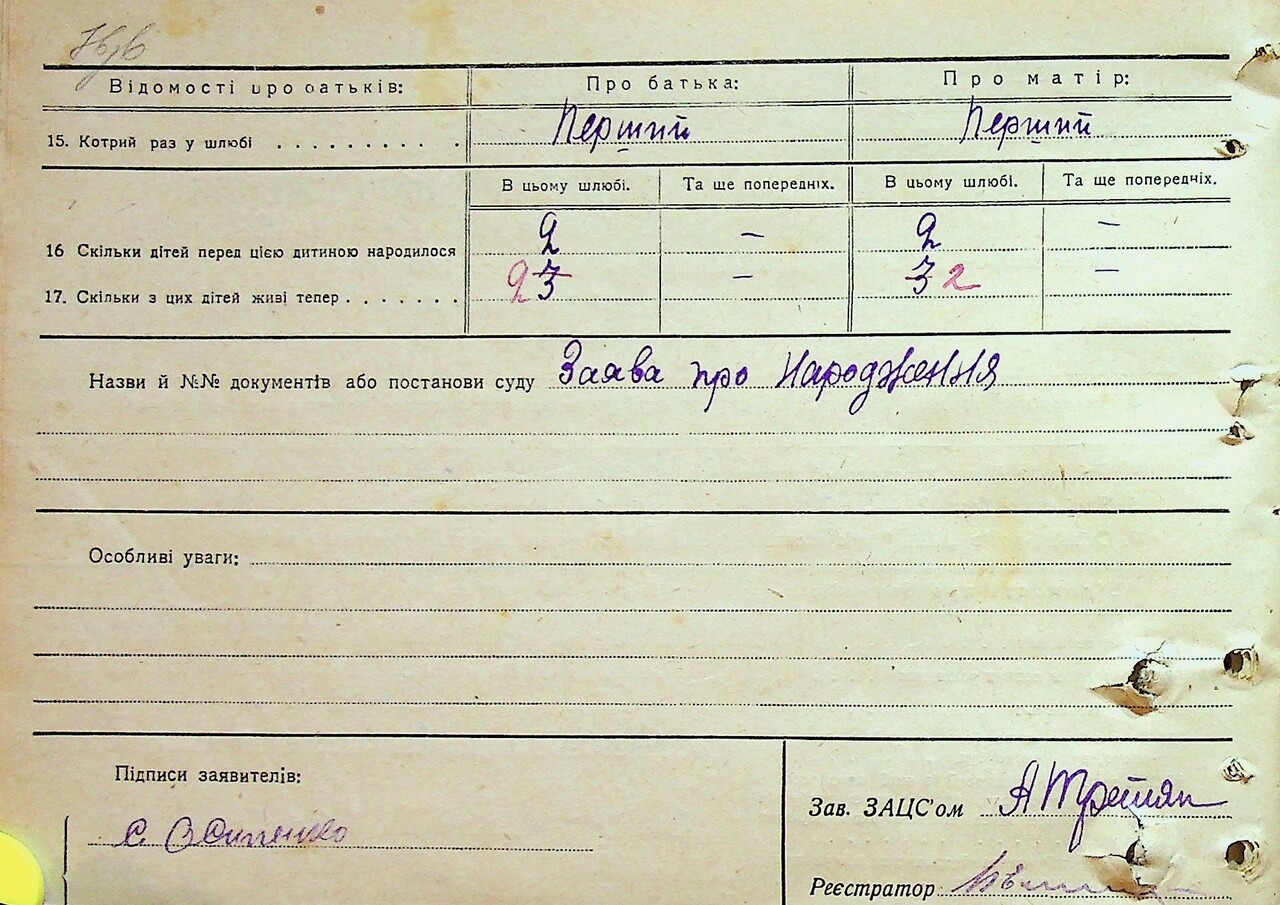 Відомості про батьків: Про батька: Про матір:
15. Котрий раз у шлюбі . . . . . . . . . . Перший Перший
В цьому шлюбі. Та ще попередніх. В цьому шлюбі. Та ще попередніх.
16 Скільки дітей перед цією дитиною народилося 2 – 2 –
17. Скільки з цих дітей живі тепер . . . . . . . 2 3 – 3 2 –
Назви й №№ документів або постанови суду Заява про Народження
Особливі уваги:
Підписи заявителів:
Зав. ЗАЦС'ом А Третяк
С. Осипенко
Реєстратор